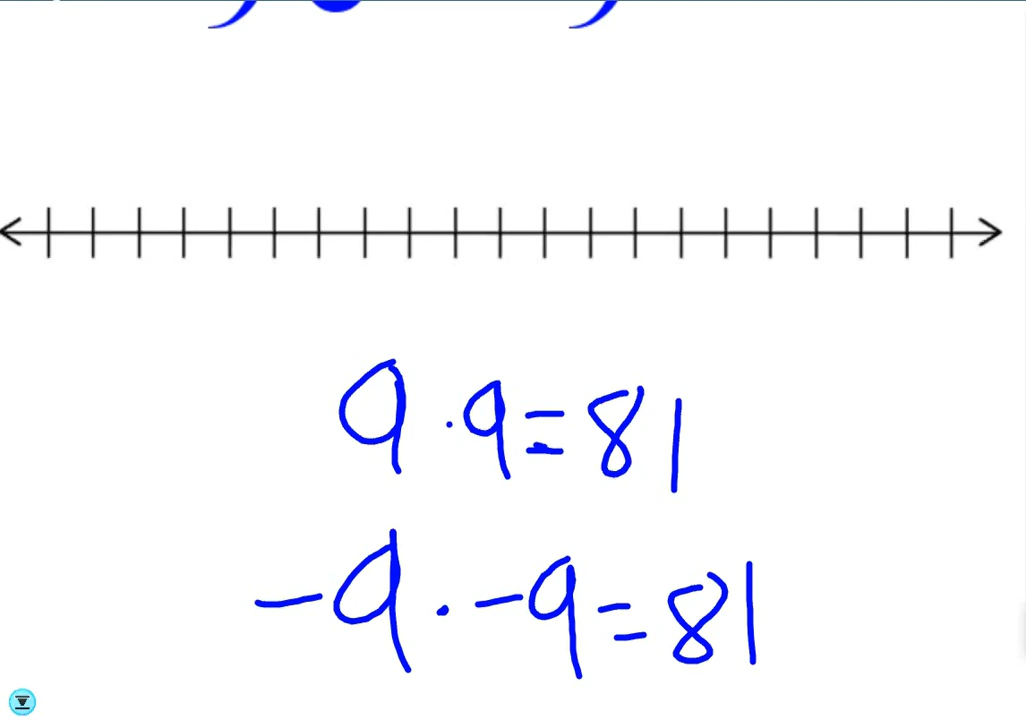 9 · 9 = 81
-9 · -9 = 81